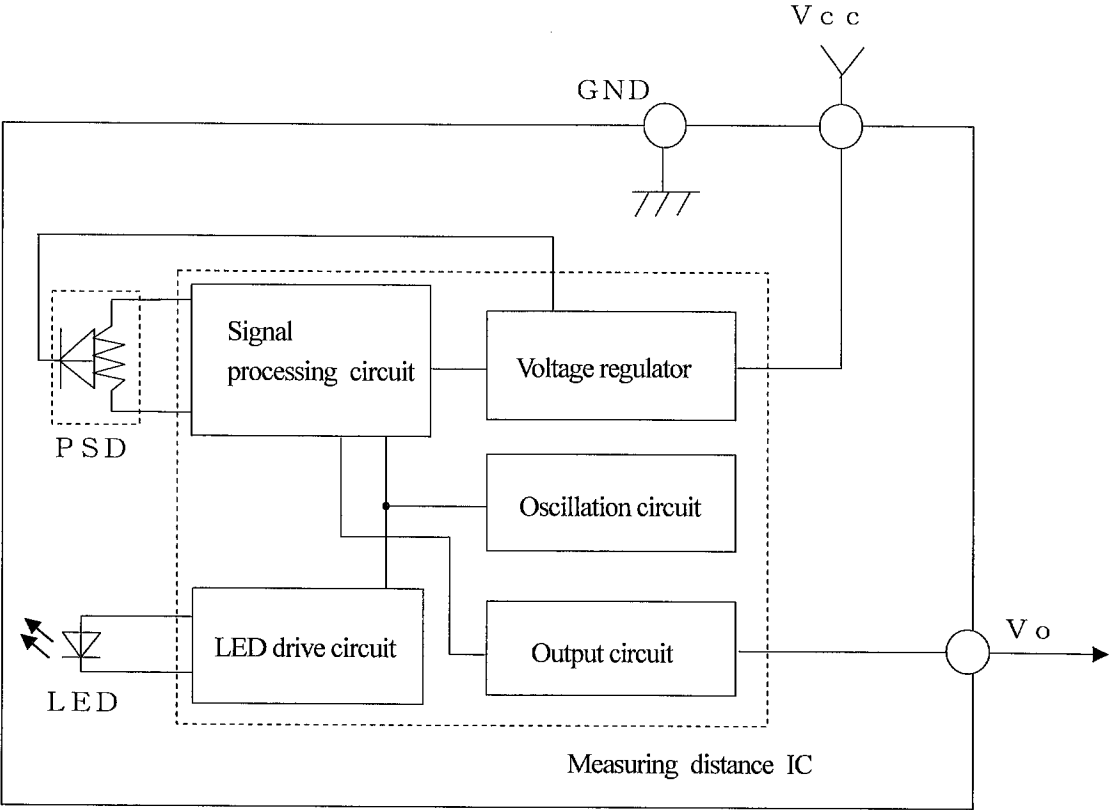 Vcc
GND
Signal
processing circuit
Voltage regulator
PSD
Oscillation circuit
Vo
LED drive circuit
Output circuit
LED
Measuring distance IC